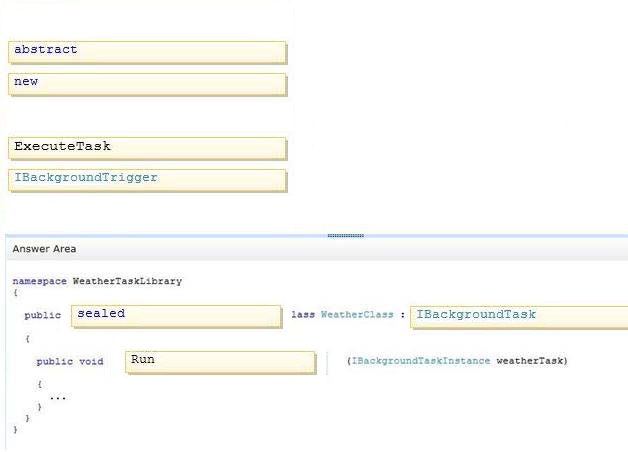 abstract
new
ExecuteTask
IBackgroundTrigger
Answer Area
namespace WeatherTaskLibrary
{
public sealed lass WeatherClass : IBackgroundTask
{
public void Run (IBackgroundTaskInstance weatherTask)
{
...
}
}
}